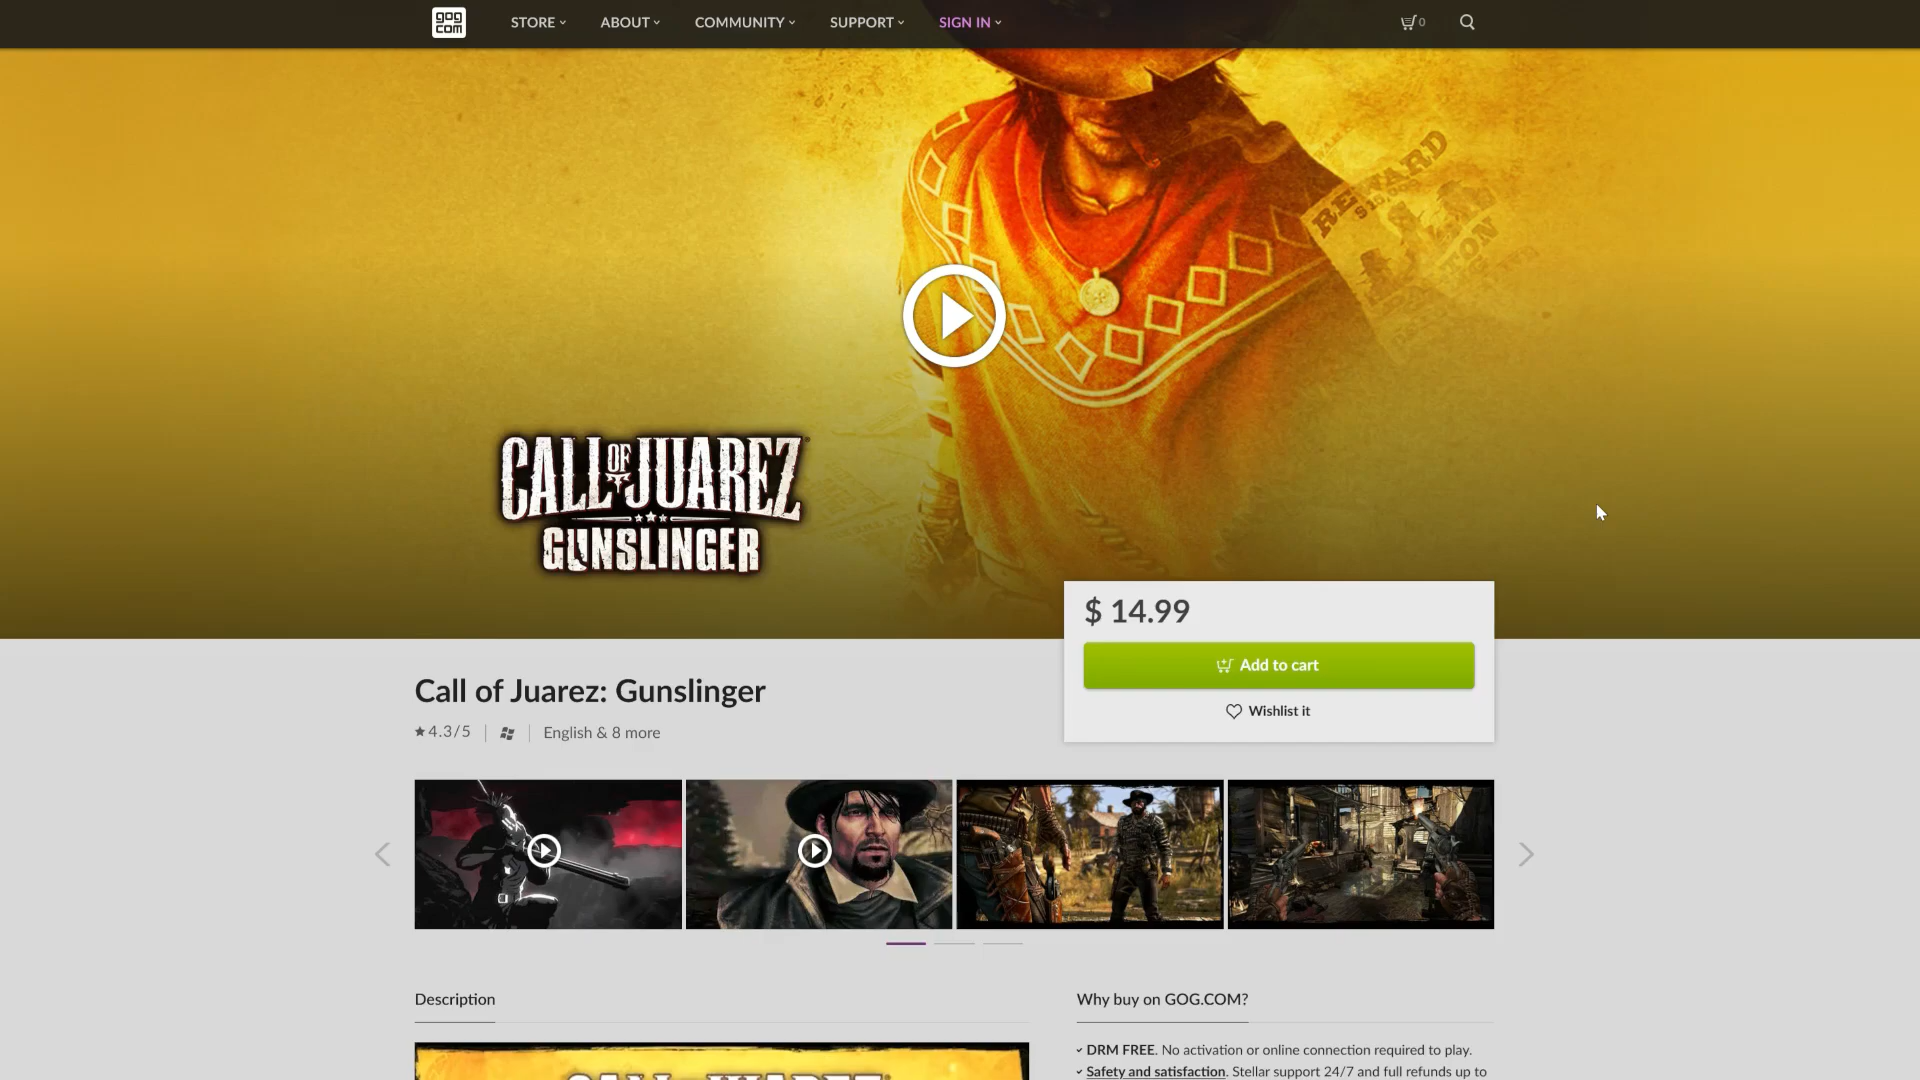 gog
com
STORE
ABOUT
COMMUNITY
SUPPORT
SIGN IN
0
REWARD
CALL OF JUAREZ
GUNSLINGER
$ 14.99
Add to cart
Wishlist it
Call of Juarez: Gunslinger
4.3/5
English & 8 more
Description
Why buy on GOG.COM?
DRM FREE. No activation or online connection required to play.
Safety and satisfaction. Stellar support 24/7 and full refunds up to